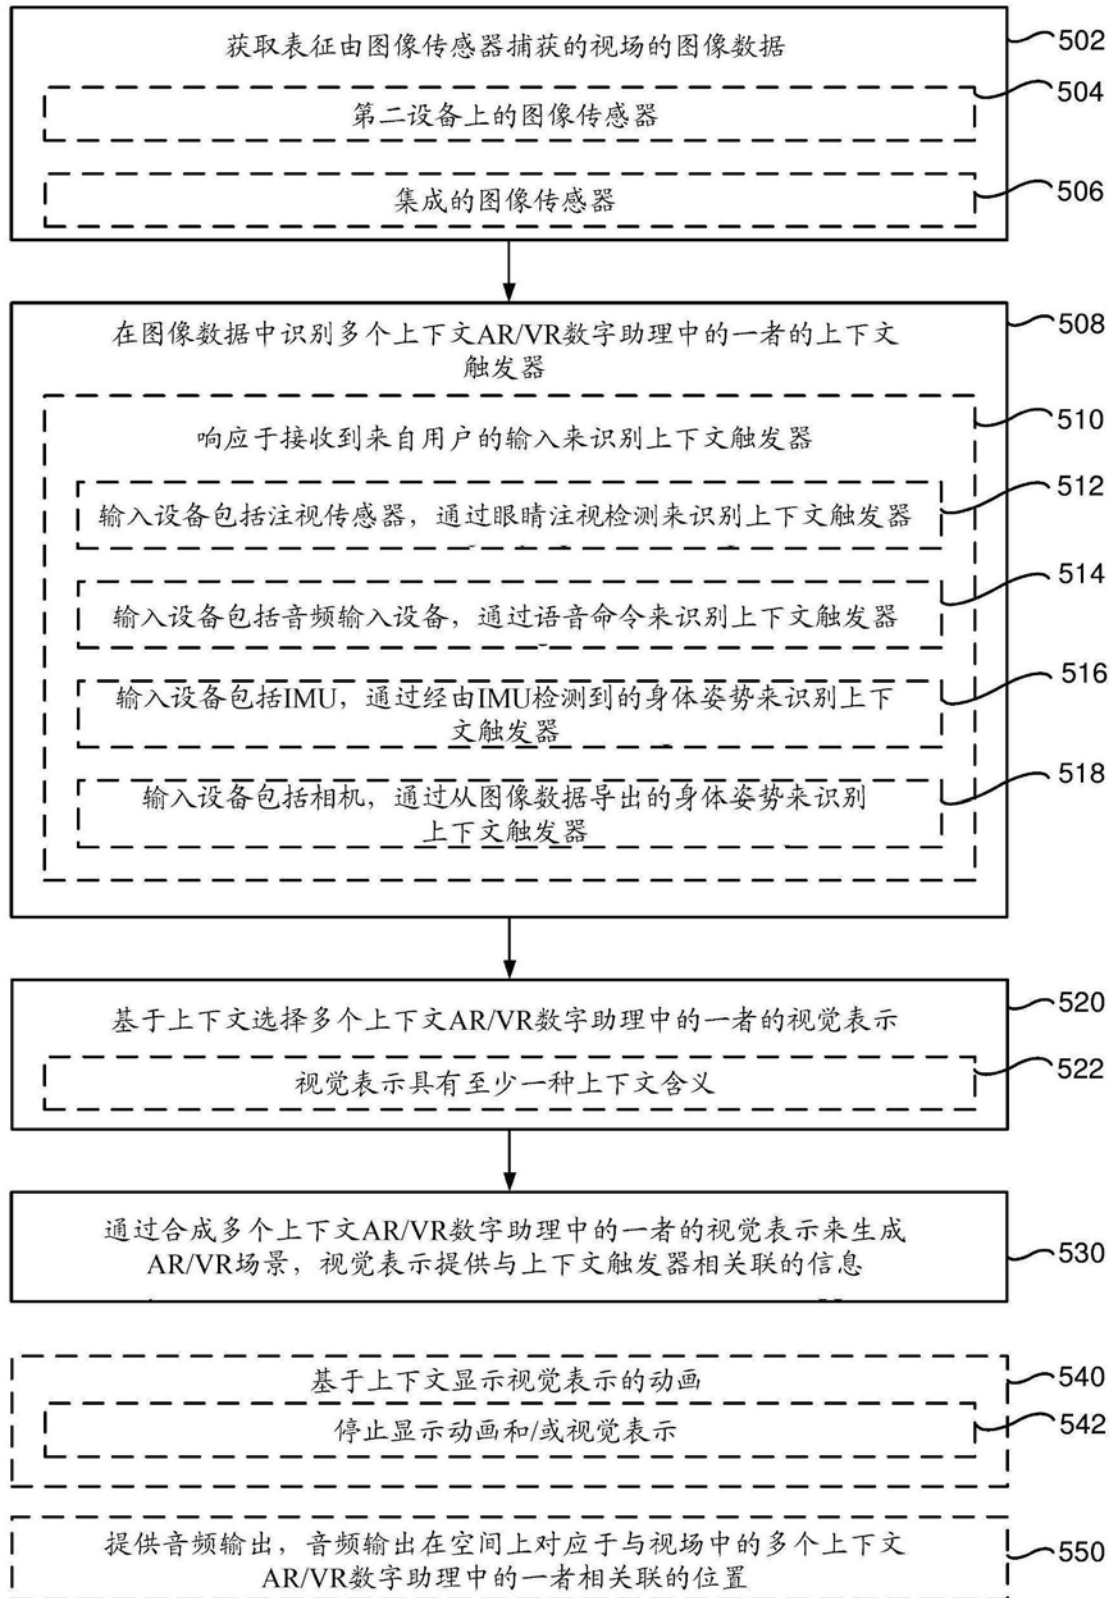 获取表征由图像传感器捕获的视场的图像数据
502
504
第二设备上的图像传感器
506
集成的图像传感器
508
在图像数据中识别多个上下文AR/VR数字助理中的一者的上下文
触发器
510
响应于接收到来自用户的输入来识别上下文触发器
512
输入设备包括注视传感器，通过眼睛注视检测来识别上下文触发器
514
输入设备包括音频输入设备，通过语音命令来识别上下文触发器
516
输入设备包括IMU，通过经由IMU检测到的身体姿势来识别上下
文触发器
518
输入设备包括相机，通过从图像数据导出的身体姿势来识别
上下文触发器
520
基于上下文选择多个上下文AR/VR数字助理中的一者的视觉表示
522
视觉表示具有至少一种上下文含义
通过合成多个上下文AR/VR数字助理中的一者的视觉表示来生成
AR/VR场景，视觉表示提供与上下文触发器相关联的信息
530
基于上下文显示视觉表示的动画
540
停止显示动画和/或视觉表示
542
提供音频输出，音频输出在空间上对应于与视场中的多个上下文
AR/VR数字助理中的一者相关联的位置
550